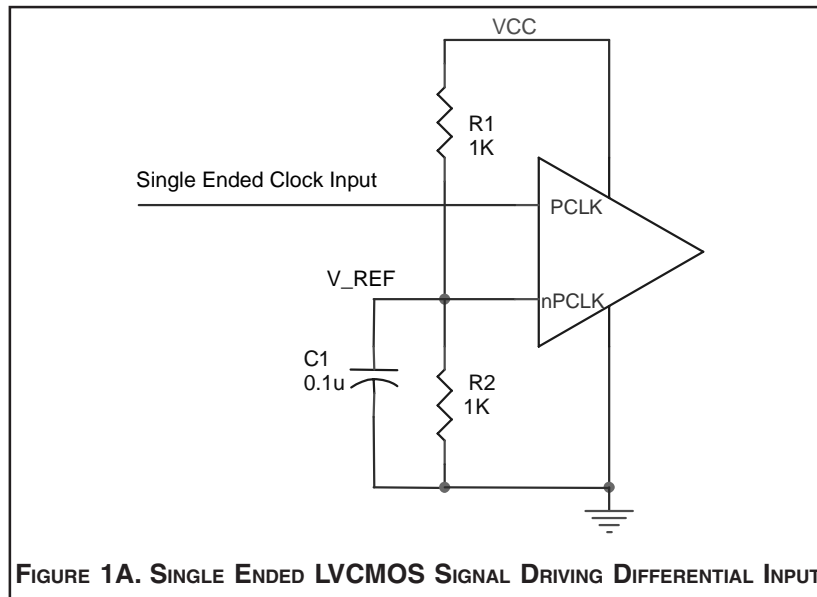 VCC
R1
1K
Single Ended Clock Input
PCLK
V_REF
nPCLK
C1
0.1u
R2
1K
FIGURE 1A. SINGLE ENDED LVCMOS SIGNAL DRIVING DIFFERENTIAL INPUT